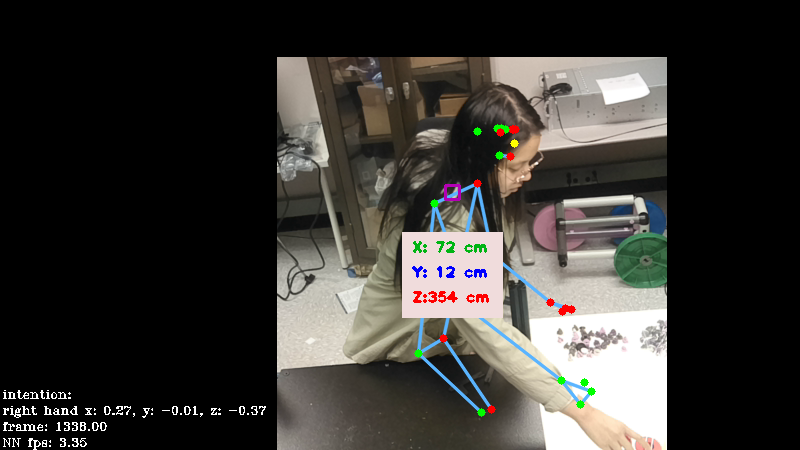 X: 72 cm
Y: 12 cm
Z:354 cm
intention:
right hand x: 0.27, y: −0.01, z: −0.37
frame: 1338.00
NN fps: 3.35